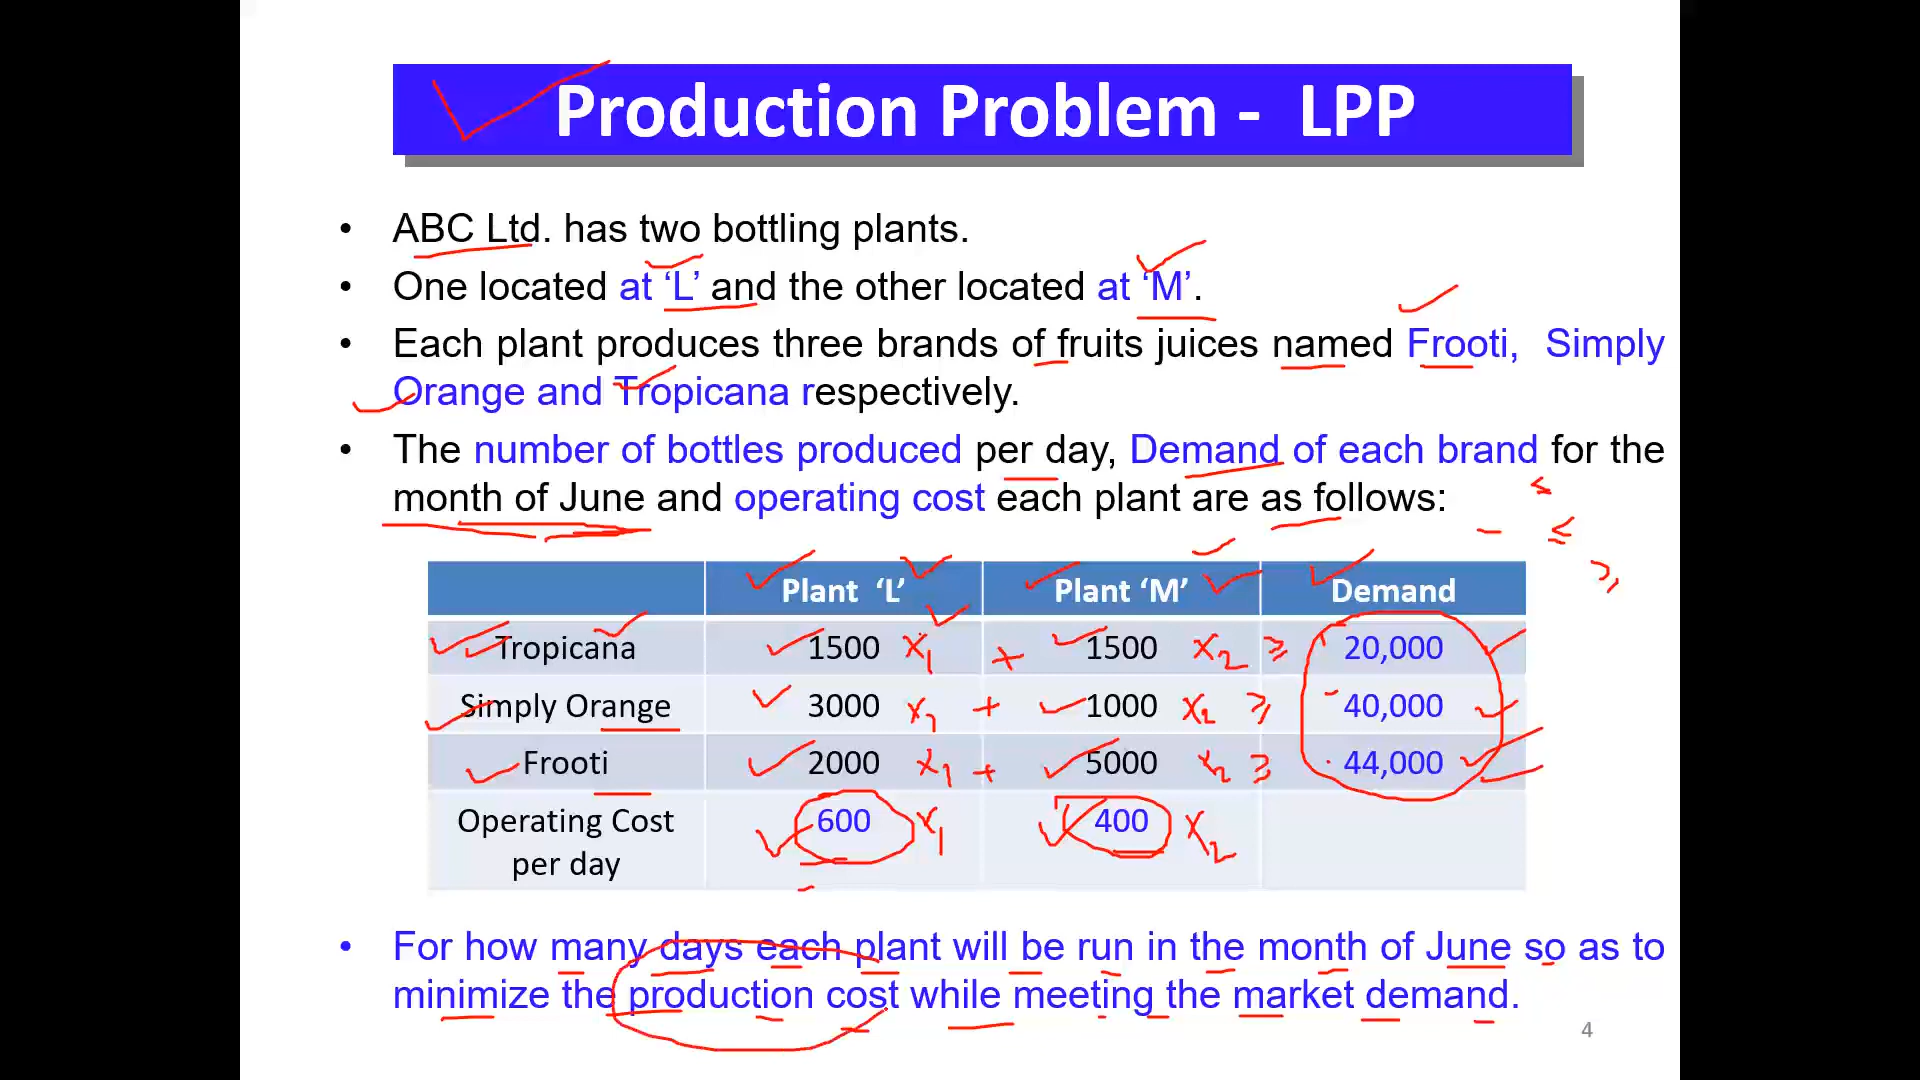 Production Problem - LPP
• ABC Ltd. has two bottling plants.
• One located at ‘L’ and the other located at ‘M’.
• Each plant produces three brands of fruits juices named Frooti, Simply
Orange and Tropicana respectively.
• The number of bottles produced per day, Demand of each brand for the
month of June and operating cost each plant are as follows:
≤
- ≤
≥
Plant ‘L’ Plant ‘M’ Demand
Tropicana 1500 x1 + 1500 x2 ≥ 20,000
Simply Orange 3000 x1 + 1000 x2 ≥ 40,000
Frooti 2000 x1 + 5000 x2 ≥ 44,000
Operating Cost 600 x1 400 x2
per day
• For how many days each plant will be run in the month of June so as to
minimize the production cost while meeting the market demand.
4